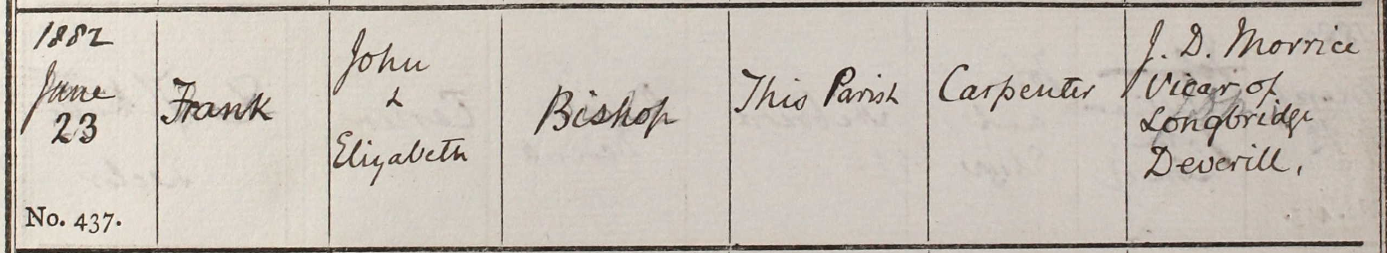 1882
June
23
No. 437.
Frank
John
&
Elizabeth
Bishop
This Parish
Carpenter
J. D. Morrice
Vicar of
Longbridge
Deverill.